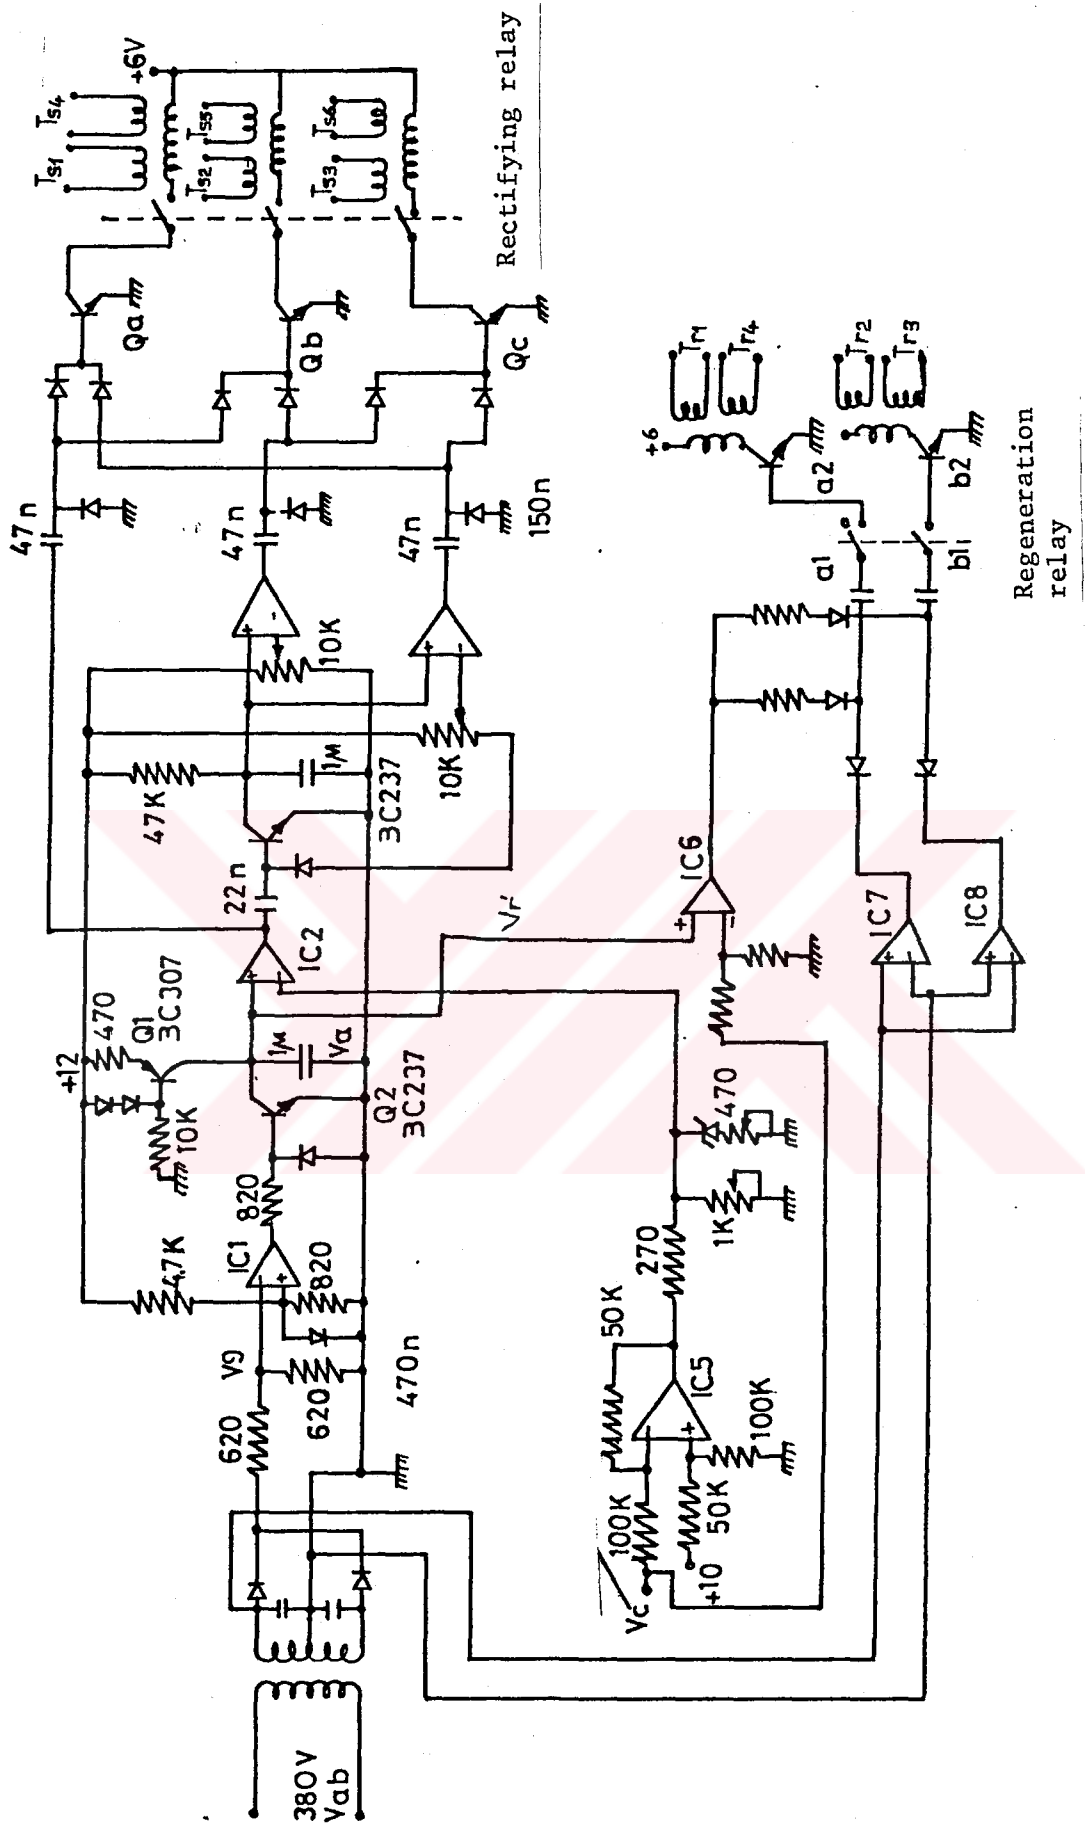 380V
Vab
620
Vg
620
470n
4.7K
820
IC1
820
+12
470
Q1
3C307
10K
Q2
3C237
1µ
Va
IC2
22n
47K
1µ
3C237
10K
10K
47n
47n
47n
150n
Qa
Qb
Qc
Ts1
Ts4
+6V
Ts2
Ts5
Ts3
Ts6
Rectifying relay
Vc
100K
+10
50K
50K
IC5
100K
270
1K
470
Vr'
IC6
IC7
IC8
a1
b1
a2
b2
+6
Tr1
Tr4
Tr2
Tr3
Regeneration
relay